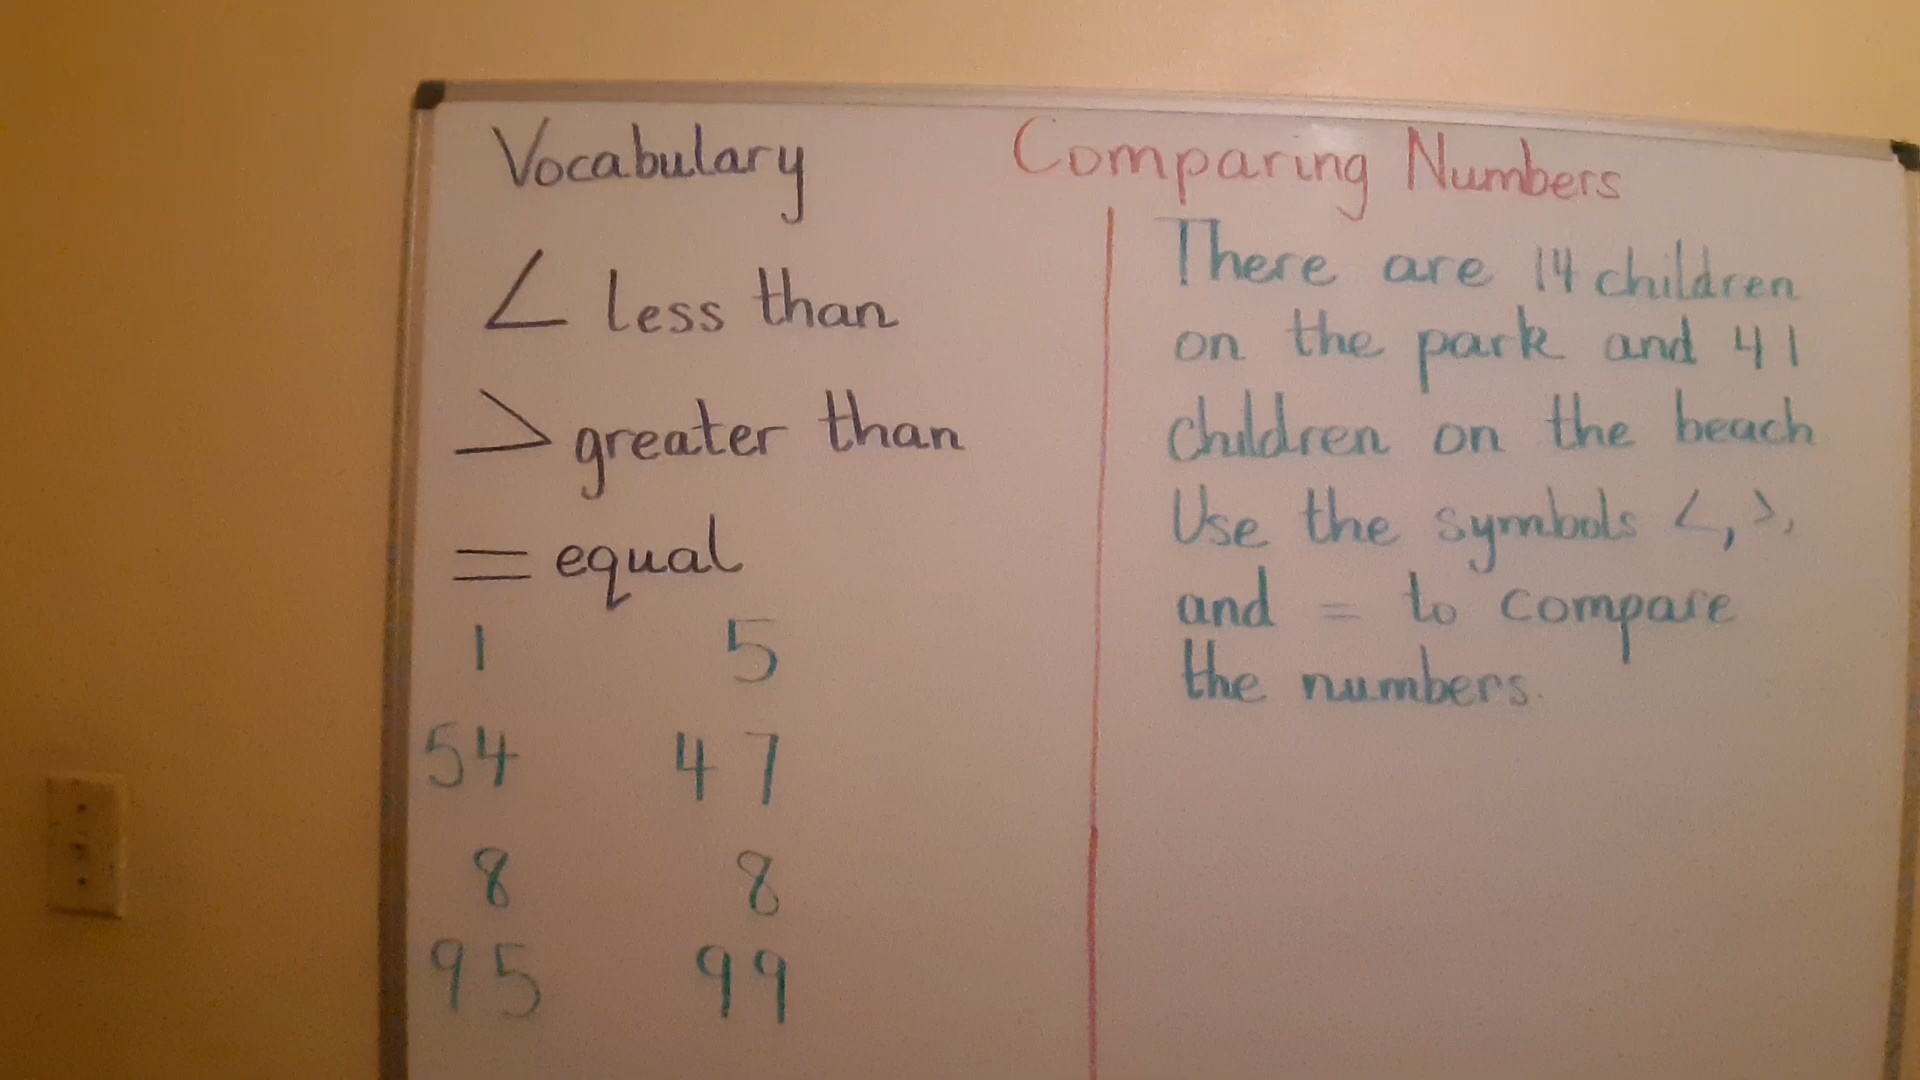 Vocabulary
< less than
> greater than
= equal
1 5
54 47
8 8
95 99
Comparing Numbers
There are 14 children
on the park and 41
children on the beach
Use the symbols <, >,
and = to compare
the numbers.